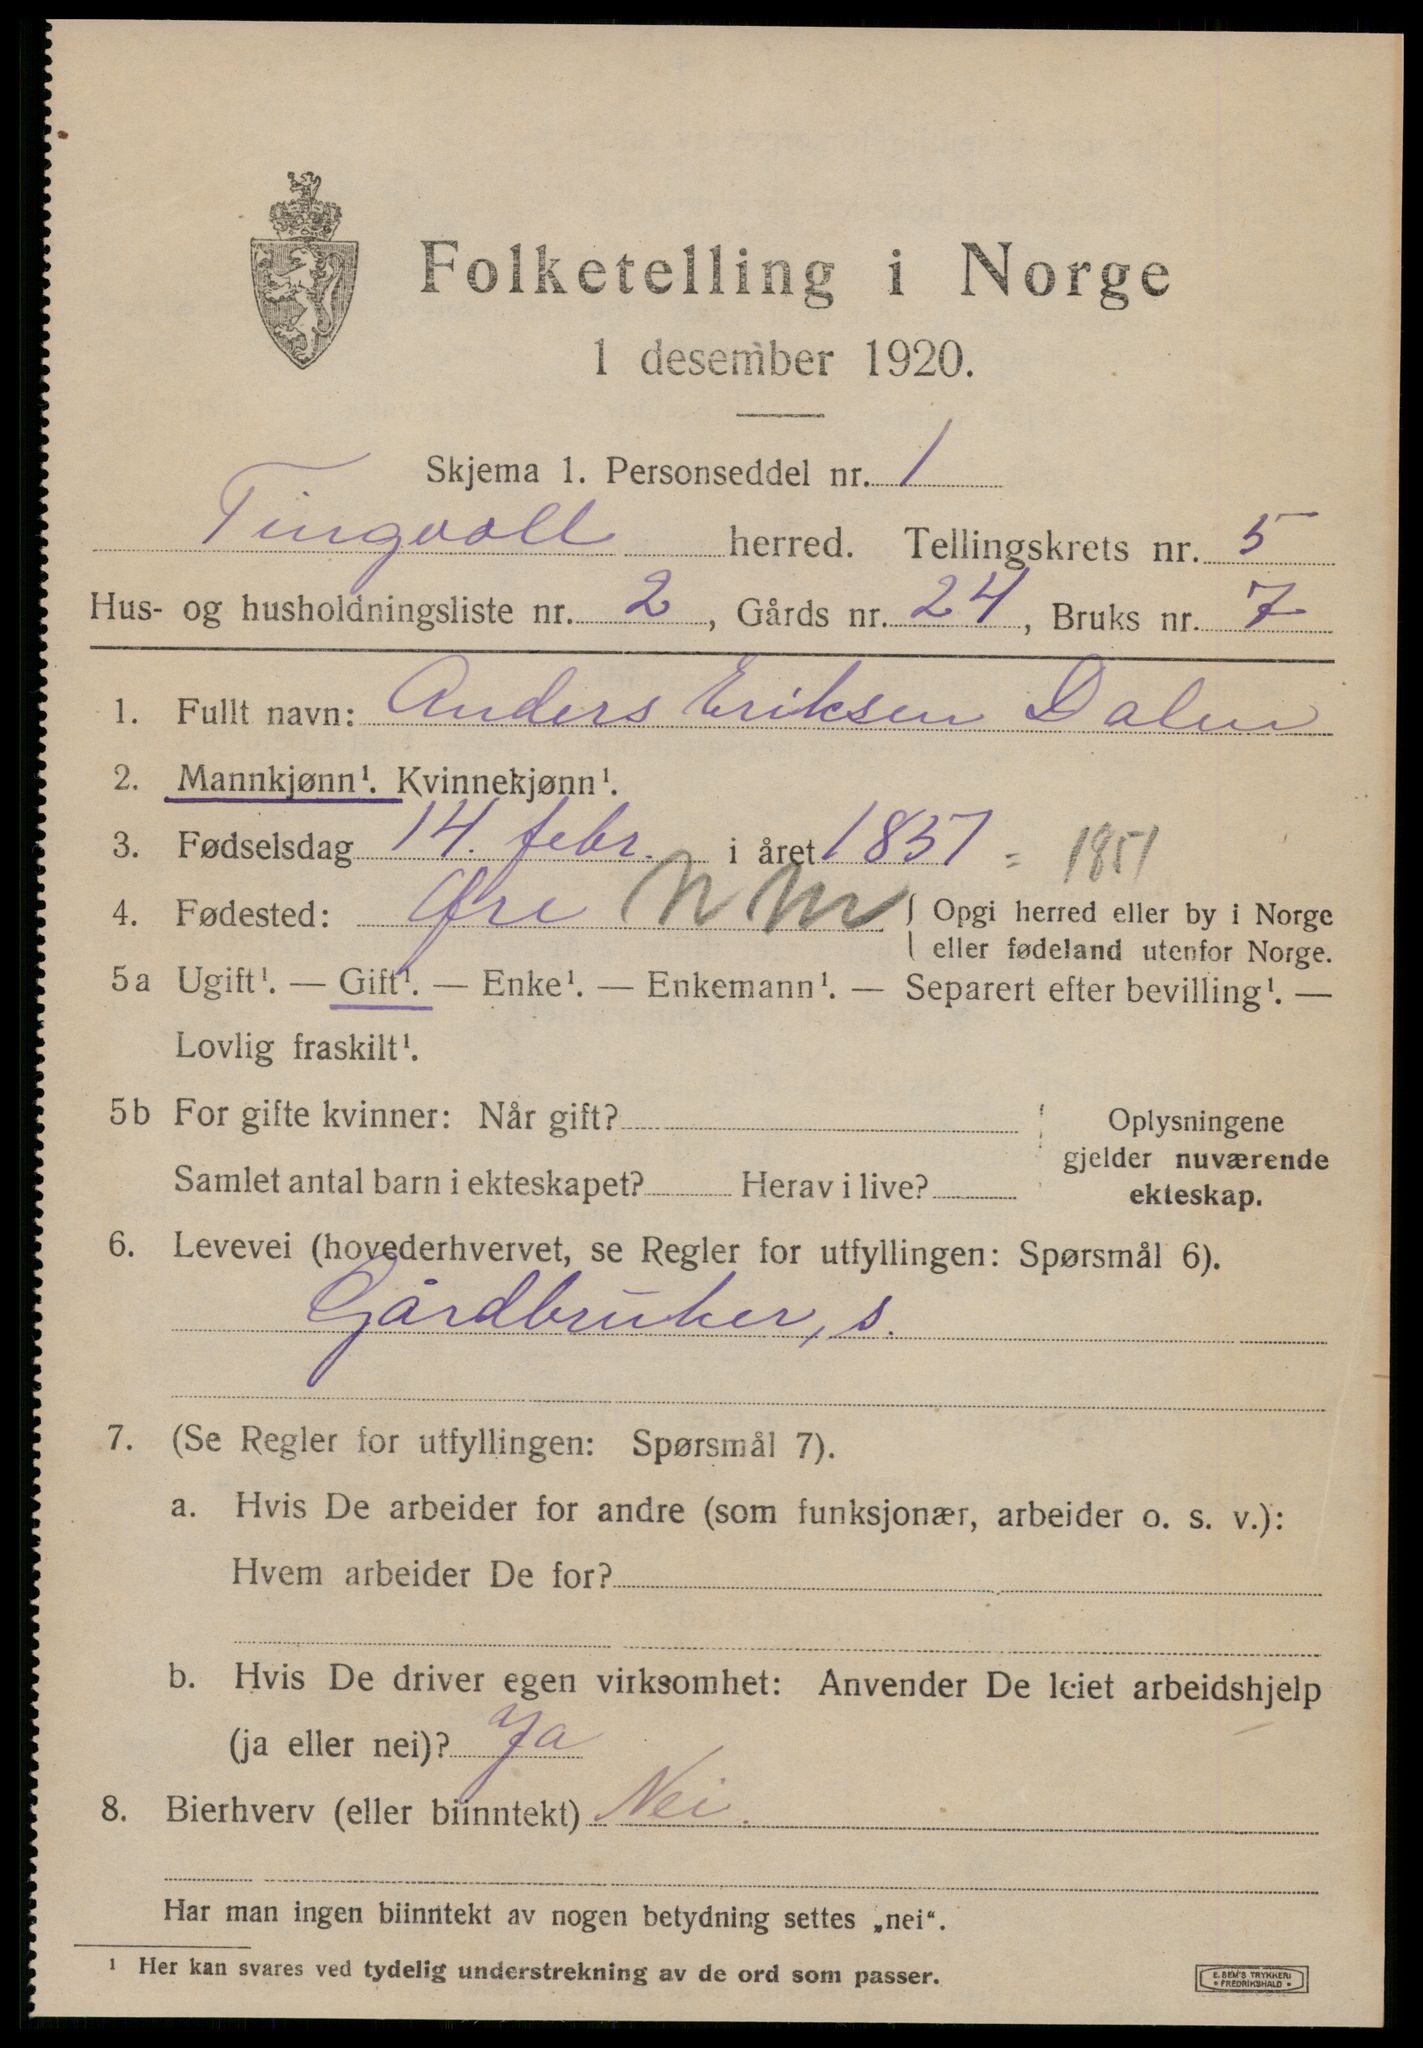 Folketelling i Norge
1 desember 1920.
Skjema 1. Personseddel nr. 1
Tingvoll herred. Tellingskrets nr. 5
Hus- og husholdningsliste nr. 2, Gårds nr. 24, Bruks nr. 7
1. Fullt navn: Anders Eriksen Dalen
2. Mannkjønn¹. Kvinnekjønn¹.
3. Fødselsdag 14. febr. i året 1851 = 1851
4. Fødested: Øre N M { Opgi herred eller by i Norge
eller fødeland utenfor Norge.
5a Ugift¹. — Gift¹. — Enke¹. — Enkemann¹. — Separert efter bevilling¹. —
Lovlig fraskilt¹.
5b For gifte kvinner: Når gift?
Samlet antal barn i ekteskapet? Herav i live?
Oplysningene
gjelder nuværende
ekteskap.
6. Levevei (hovederhvervet, se Regler for utfyllingen: Spørsmål 6).
Gårdbruker, s.
7. (Se Regler for utfyllingen: Spørsmål 7).
a. Hvis De arbeider for andre (som funksjonær, arbeider o. s. v.):
Hvem arbeider De for?
b. Hvis De driver egen virksomhet: Anvender De leiet arbeidshjelp
(ja eller nei)? Ja
8. Bierhverv (eller biinntekt) Nei.
Har man ingen biinntekt av nogen betydning settes „nei“.
¹ Her kan svares ved tydelig understrekning av de ord som passer.
E. SEM'S TRYKKERI
• FREDRIKSHALD •